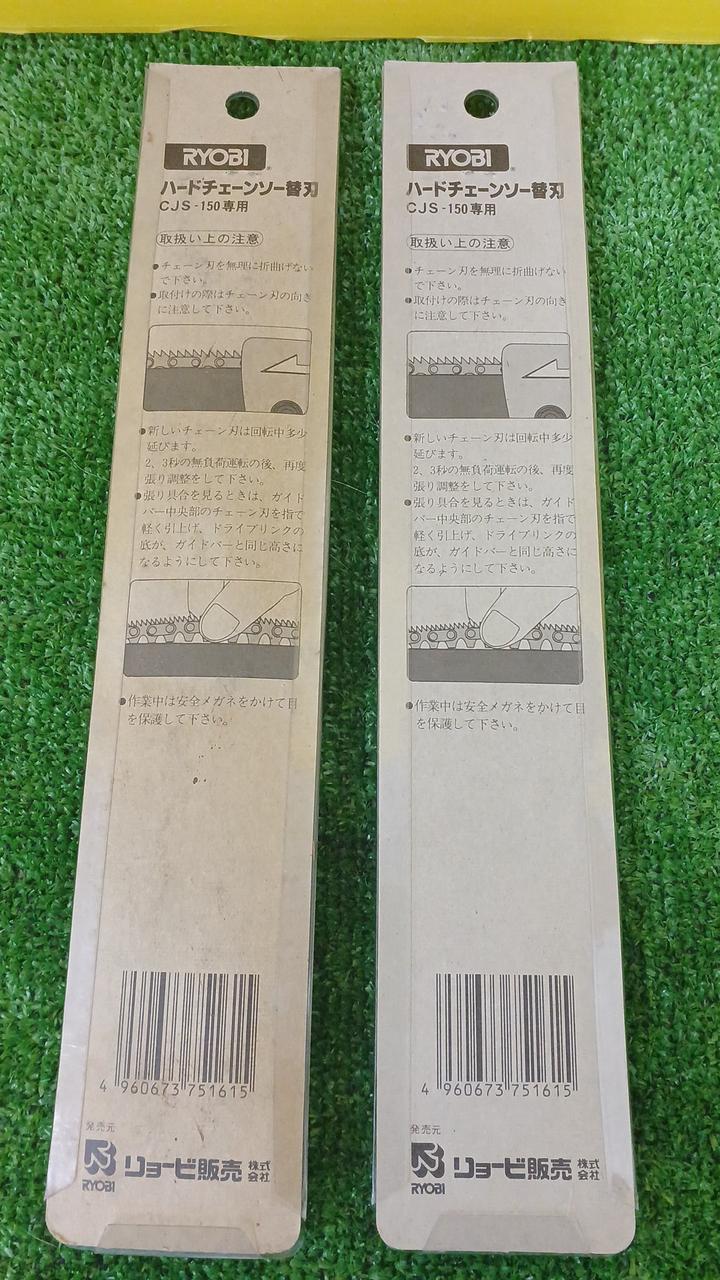 RYOBI
ハードチェーンソー替刃
CJS-150専用
取扱い上の注意
●チェーン刃を無理に折曲げない
で下さい。
●取付けの際はチェーン刃の向き
に注意して下さい。
●新しいチェーン刃は回転中多少
延びます。
2、3秒の無負荷運転の後、再度
張り調整をして下さい。
●張り具合を見るときは、ガイド
バー中央部のチェーン刃を指で
軽く引上げ、ドライブリンクの
底が、ガイドバーと同じ高さに
なるようにして下さい。
●作業中は安全メガネをかけて目
を保護して下さい。
4 960673 751615
発売元
RYOBI
リョービ販売 株式会社
RYOBI
ハードチェーンソー替刃
CJS-150専用
取扱い上の注意
●チェーン刃を無理に折曲げない
で下さい。
●取付けの際はチェーン刃の向き
に注意して下さい。
●新しいチェーン刃は回転中多少
延びます。
2、3秒の無負荷運転の後、再度
張り調整をして下さい。
●張り具合を見るときは、ガイド
バー中央部のチェーン刃を指で
軽く引上げ、ドライブリンクの
底が、ガイドバーと同じ高さに
なるようにして下さい。
●作業中は安全メガネをかけて目
を保護して下さい。
4 960673 751615
発売元
RYOBI
リョービ販売 株式会社